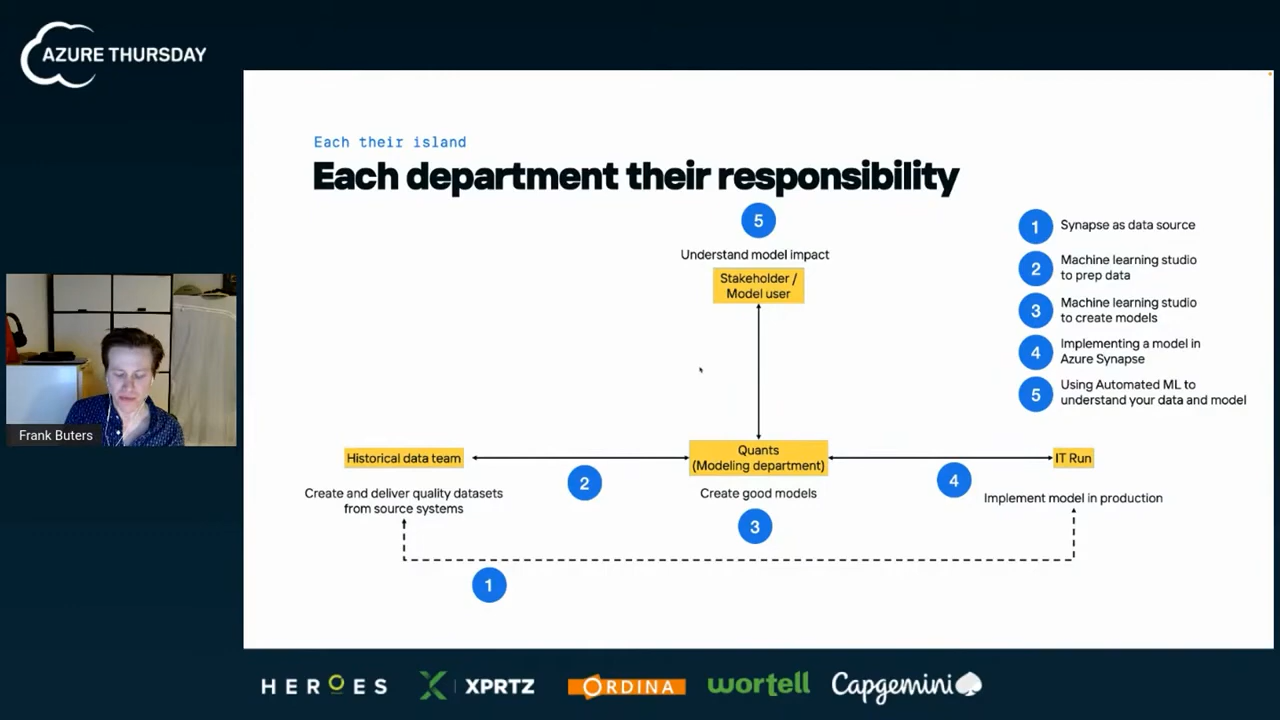 AZURE THURSDAY
Each their island
Each department their responsibility
5
Understand model impact
Stakeholder /
Model user
1
Synapse as data source
2
Machine learning studio
to prep data
3
Machine learning studio
to create models
4
Implementing a model in
Azure Synapse
5
Using Automated ML to
understand your data and model
Frank Buters
Historical data team
2
Create and deliver quality datasets
from source systems
Quants
(Modeling department)
Create good models
3
4
IT Run
Implement model in production
1
HEROES
XPRTZ
ORDINA
wortell
Capgemini